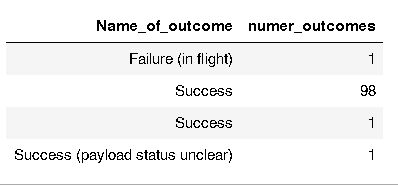 Name_of_outcome numer_outcomes
Failure (in flight) 1
Success 98
Success 1
Success (payload status unclear) 1